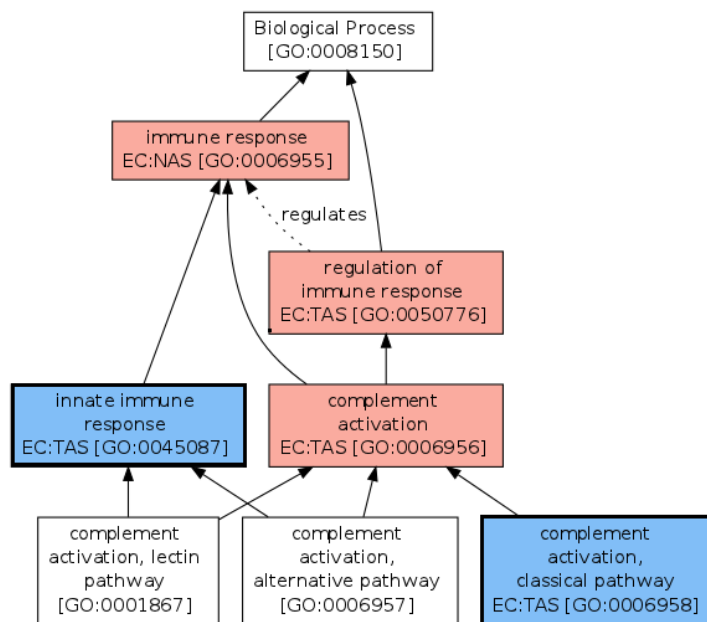 Biological Process
[GO:0008150]
immune response
EC:NAS [GO:0006955]
regulates
regulation of
immune response
EC:TAS [GO:0050776]
innate immune
response
EC:TAS [GO:0045087]
complement
activation
EC:TAS [GO:0006956]
complement
activation, lectin
pathway
[GO:0001867]
complement
activation,
alternative pathway
[GO:0006957]
complement
activation,
classical pathway
EC:TAS [GO:0006958]